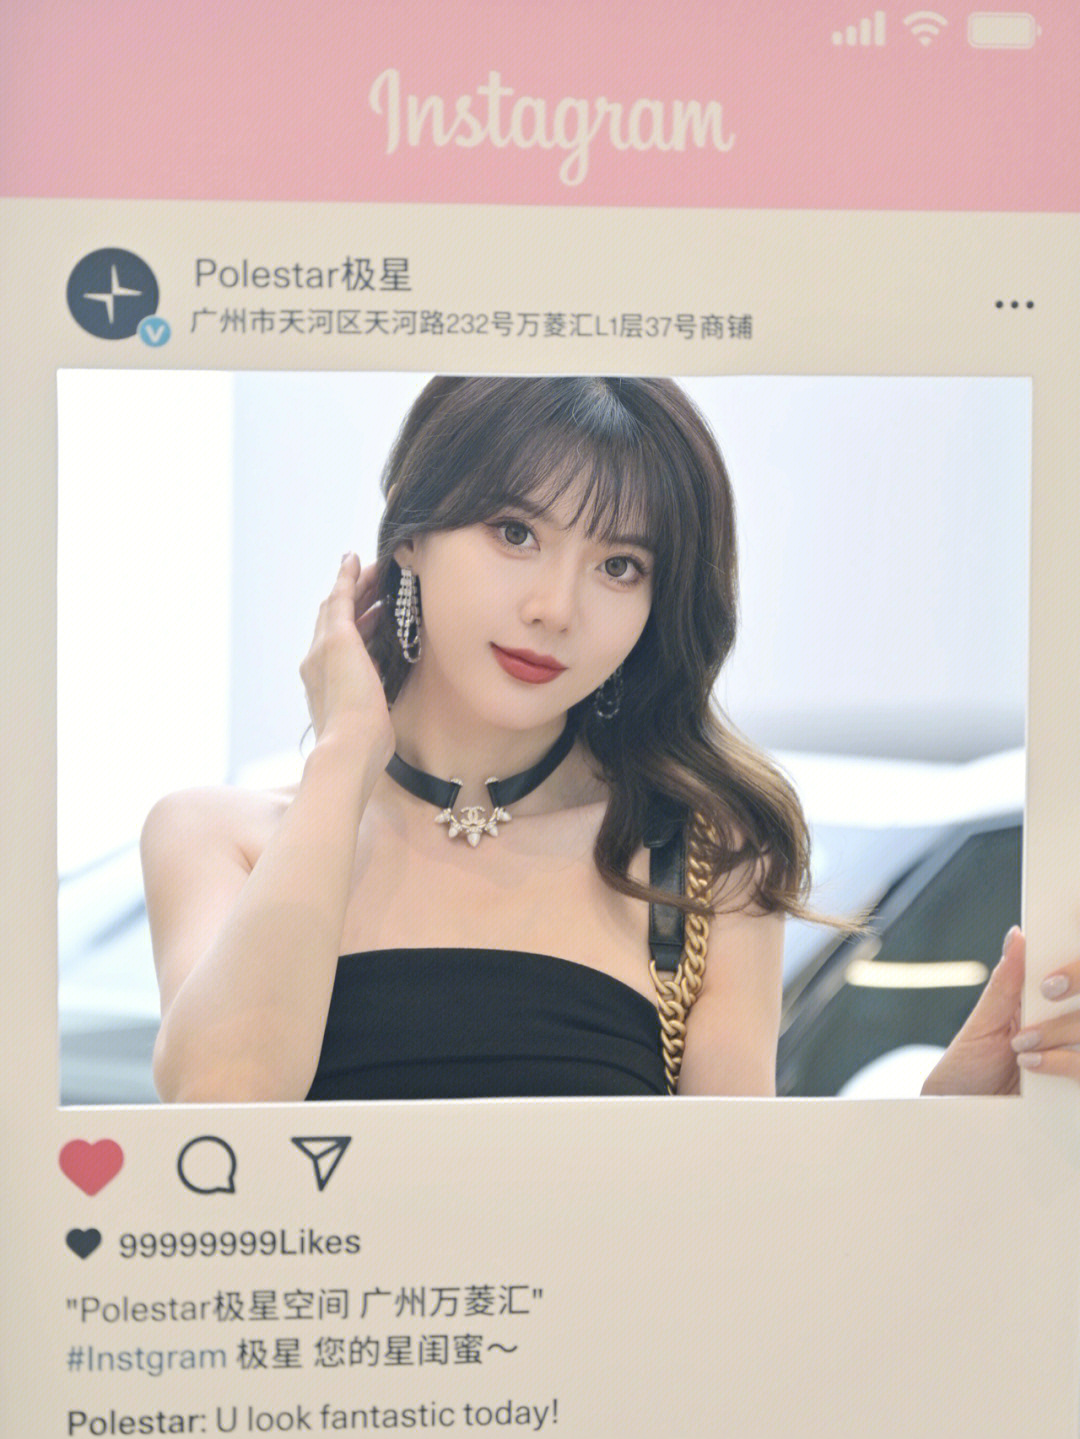 Instagram
Polestar极星
广州市天河区天河路232号万菱汇L1层37号商铺
99999999Likes
"Polestar极星空间 广州万菱汇"
#Instgram 极星 您的星闺蜜～
Polestar: U look fantastic today!